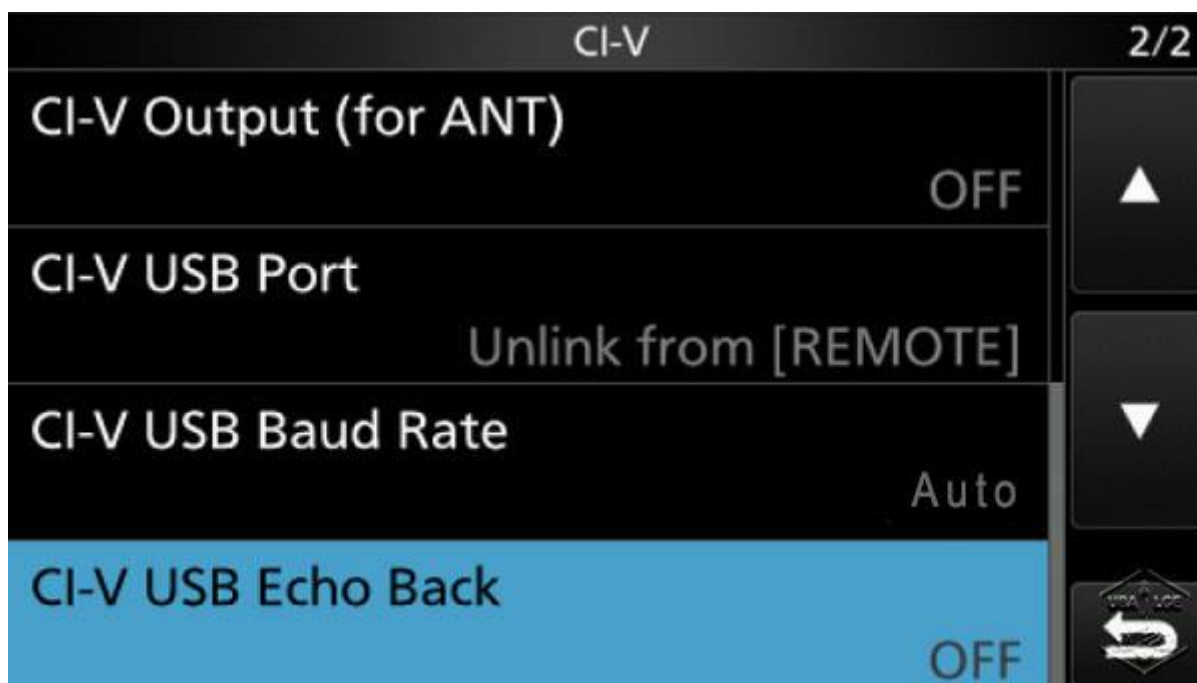 CI-V
2/2
CI-V Output (for ANT)
OFF
CI-V USB Port
Unlink from [REMOTE]
CI-V USB Baud Rate
Auto
CI-V USB Echo Back
OFF